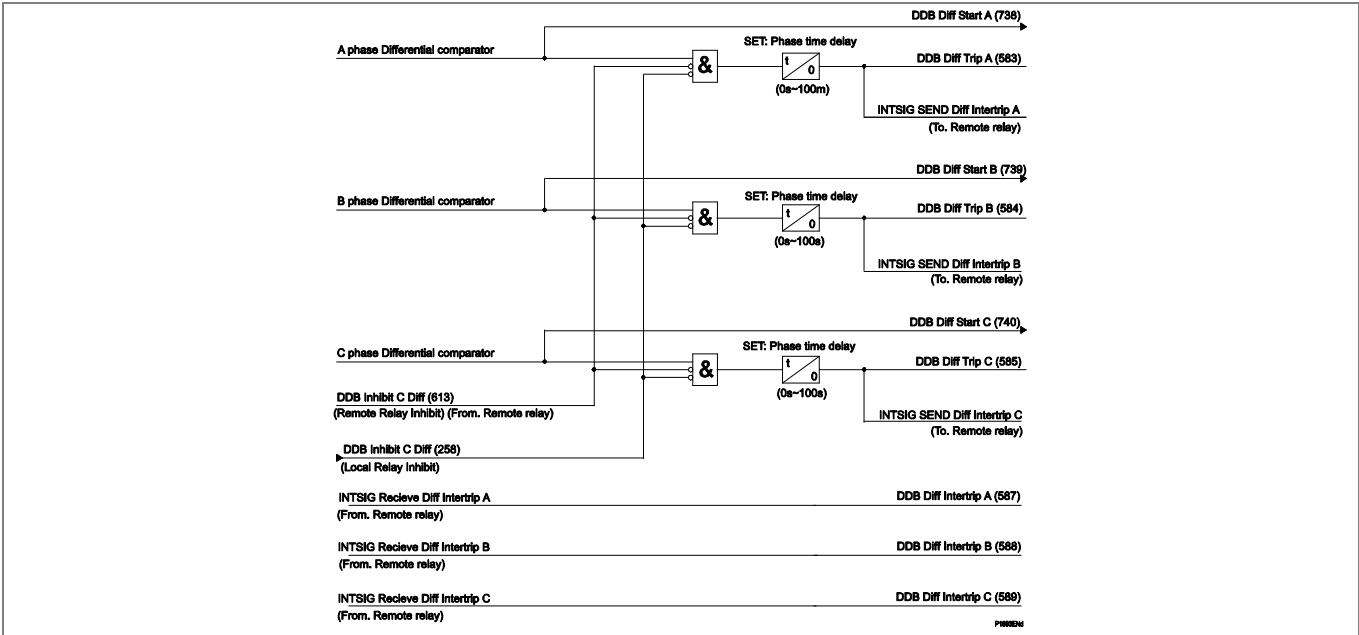 DDB Diff Start A (738)
A phase Differential comparator
SET: Phase time delay
&
t
0
DDB Diff Trip A (583)
(0s~100m)
INTSIG SEND Diff Intertrip A
(To. Remote relay)
DDB Diff Start B (739)
B phase Differential comparator
SET: Phase time delay
&
t
0
DDB Diff Trip B (584)
(0s~100s)
INTSIG SEND Diff Intertrip B
(To. Remote relay)
DDB Diff Start C (740)
C phase Differential comparator
SET: Phase time delay
&
t
0
DDB Diff Trip C (585)
(0s~100s)
DDB Inhibit C Diff (613)
(Remote Relay Inhibit) (From. Remote relay)
INTSIG SEND Diff Intertrip C
(To. Remote relay)
DDB Inhibit C Diff (258)
(Local Relay Inhibit)
INTSIG Recieve Diff Intertrip A
DDB Diff Intertrip A (587)
(From. Remote relay)
INTSIG Recieve Diff Intertrip B
DDB Diff Intertrip B (588)
(From. Remote relay)
INTSIG Recieve Diff Intertrip C
DDB Diff Intertrip C (589)
(From. Remote relay)